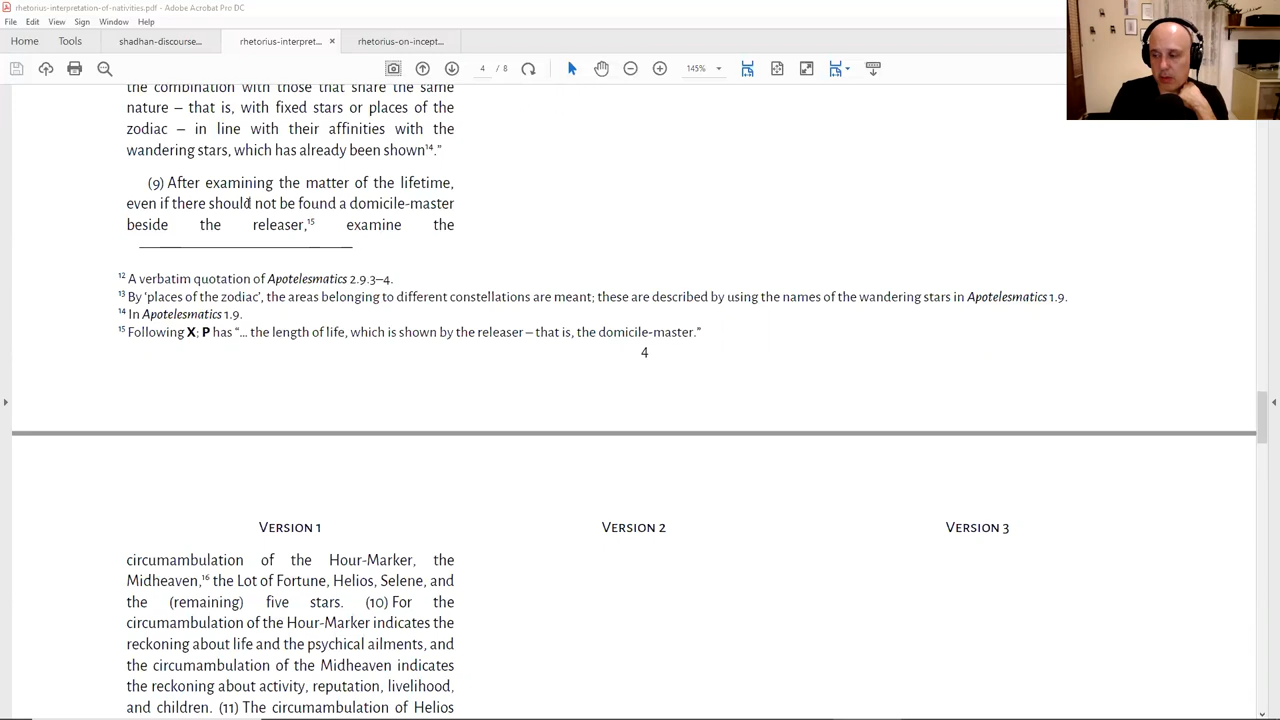 rhetorius-interpretation-of-nativities.pdf - Adobe Acrobat Pro DC
File Edit View Sign Window Help
Home Tools shadhan-discourse... rhetorius-interpret... × rhetorius-on-incept...
4 / 8 145%
the combination with those that share the same
nature – that is, with fixed stars or places of the
zodiac – in line with their affinities with the
wandering stars, which has already been shown¹⁴.”
(9) After examining the matter of the lifetime,
even if there should not be found a domicile-master
beside the releaser,¹⁵ examine the
¹² A verbatim quotation of Apotelesmatics 2.9.3–4.
¹³ By ‘places of the zodiac’, the areas belonging to different constellations are meant; these are described by using the names of the wandering stars in Apotelesmatics 1.9.
¹⁴ In Apotelesmatics 1.9.
¹⁵ Following X; P has “... the length of life, which is shown by the releaser – that is, the domicile-master.”
4
Version 1 Version 2 Version 3
circumambulation of the Hour-Marker, the
Midheaven,¹⁶ the Lot of Fortune, Helios, Selene, and
the (remaining) five stars. (10) For the
circumambulation of the Hour-Marker indicates the
reckoning about life and the psychical ailments, and
the circumambulation of the Midheaven indicates
the reckoning about activity, reputation, livelihood,
and children. (11) The circumambulation of Helios